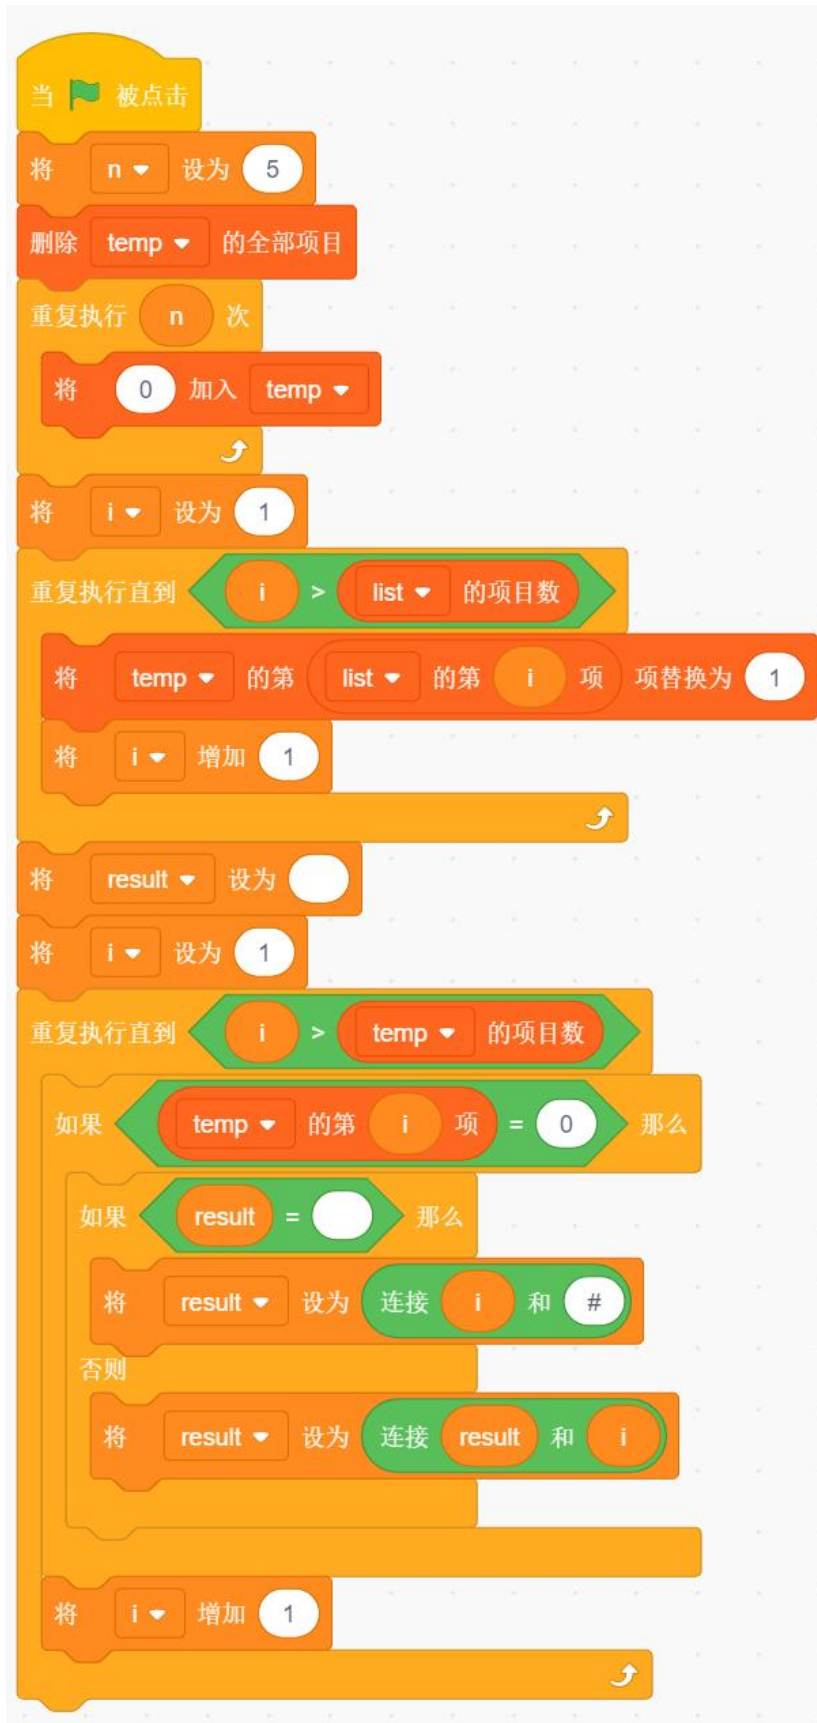 当 被点击
将 n 设为 5
删除 temp 的全部项目
重复执行 n 次
将 0 加入 temp
将 i 设为 1
重复执行直到 i > list 的项目数
将 temp 的第 list 的第 i 项 项替换为 1
将 i 增加 1
将 result 设为
将 i 设为 1
重复执行直到 i > temp 的项目数
如果 temp 的第 i 项 = 0 那么
如果 result = 那么
将 result 设为 连接 i 和 #
否则
将 result 设为 连接 result 和 i
将 i 增加 1